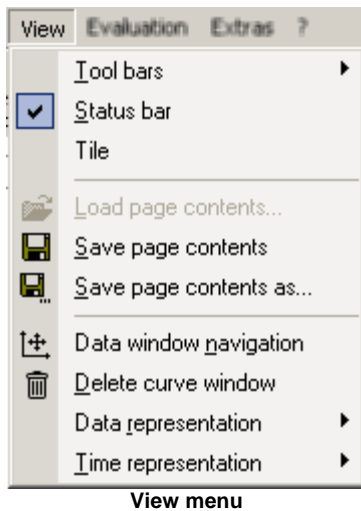 View Evaluation Extras ?
Tool bars
Status bar
Tile
Load page contents...
Save page contents
Save page contents as...
Data window navigation
Delete curve window
Data representation
Time representation
View menu